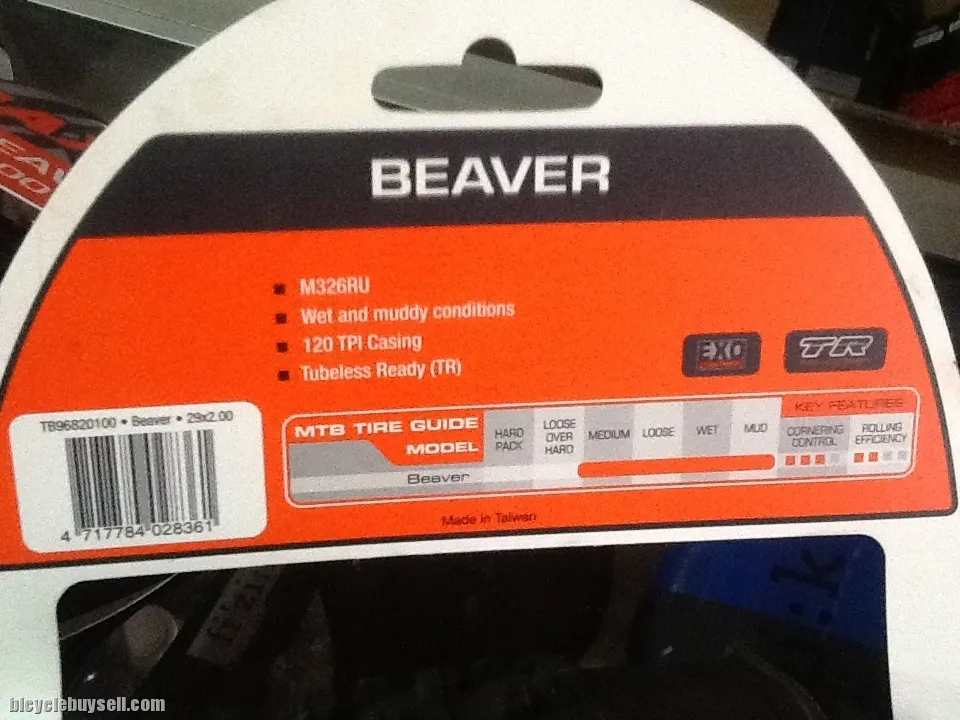 BEAVER
M326RU
Wet and muddy conditions
120 TPI Casing
Tubeless Ready (TR)
EXO
TR
TB96820100 • Beaver • 29x2.00
4 717784 028361
MTB TIRE GUIDE
MODEL
HARD PACK
LOOSE OVER HARD
MEDIUM
LOOSE
WET
MUD
KEY FEATURES
CORNERING CONTROL
ROLLING EFFICIENCY
Beaver
Made in Taiwan
bicyclebuysell.com